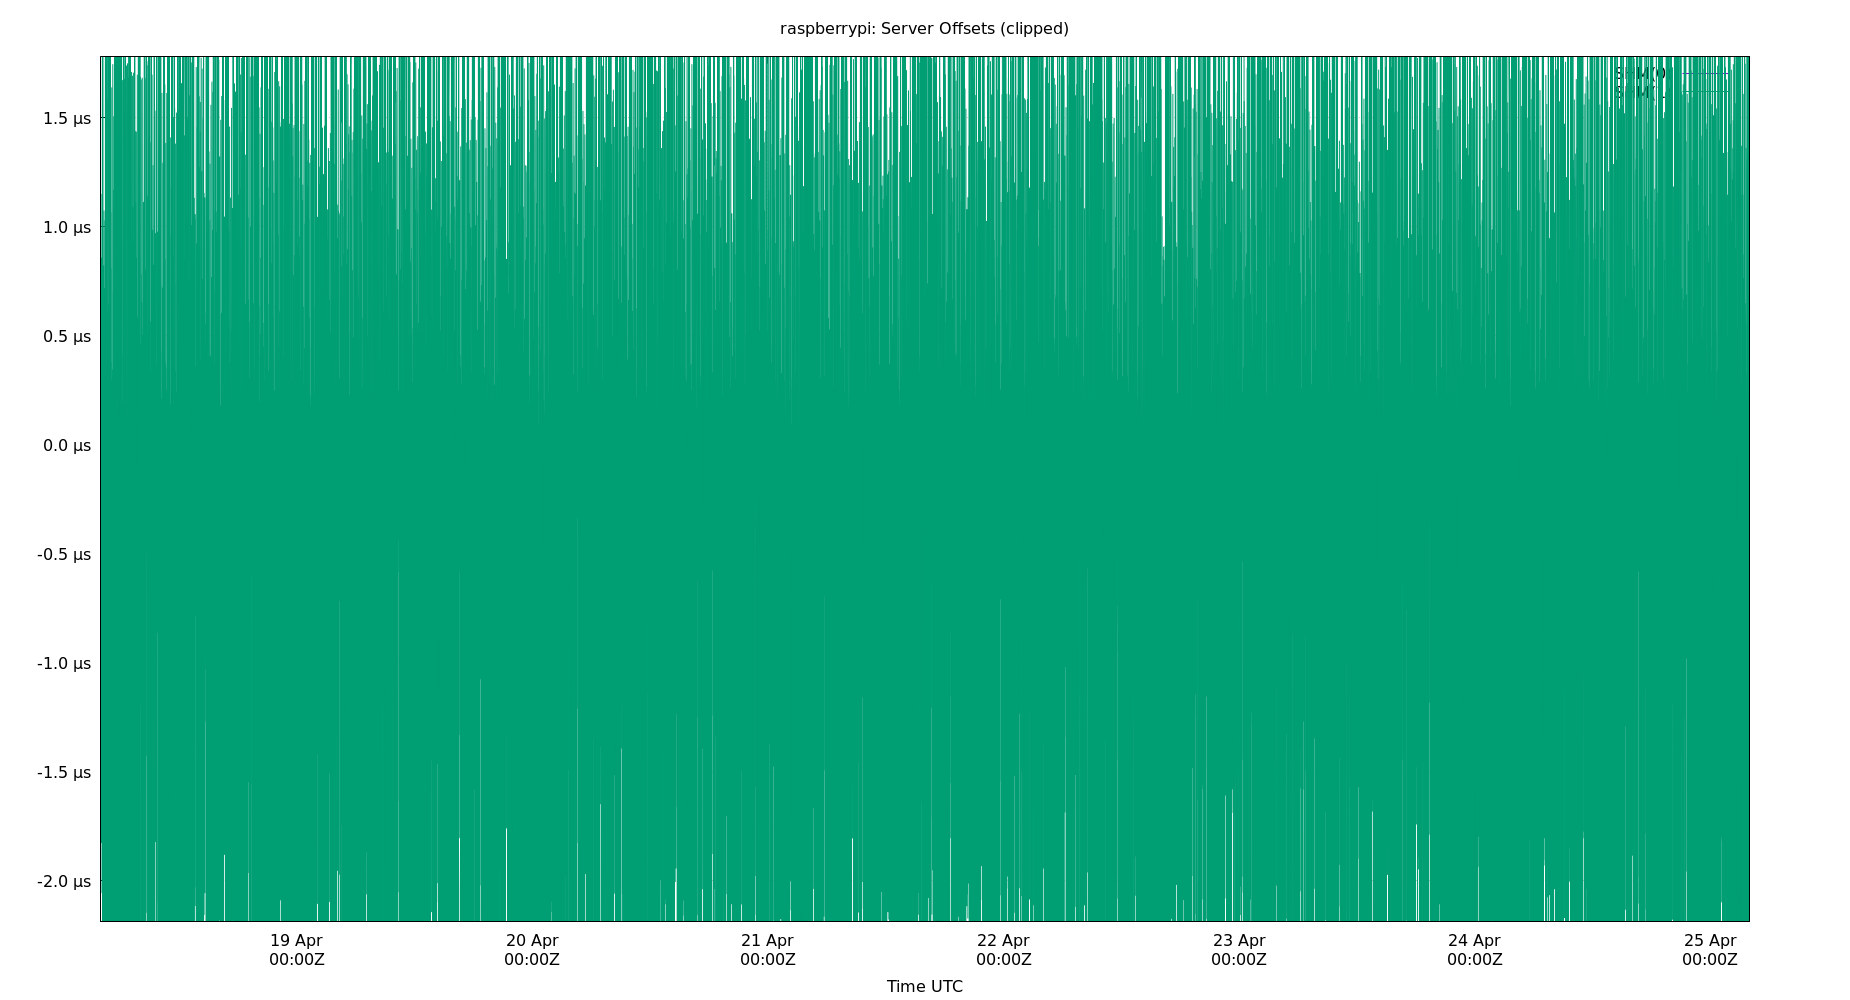 raspberrypi: Server Offsets (clipped)
SHM(0)
1.5 µs
1.0 µs
0.5 µs
0.0 µs
-0.5 µs
-1.0 µs
-1.5 µs
-2.0 µs
19 Apr 20 Apr 21 Apr 22 Apr 23 Apr 24 Apr 25 Apr
00:00Z 00:00Z 00:00Z 00:00Z 00:00Z 00:00Z 00:00Z
Time UTC